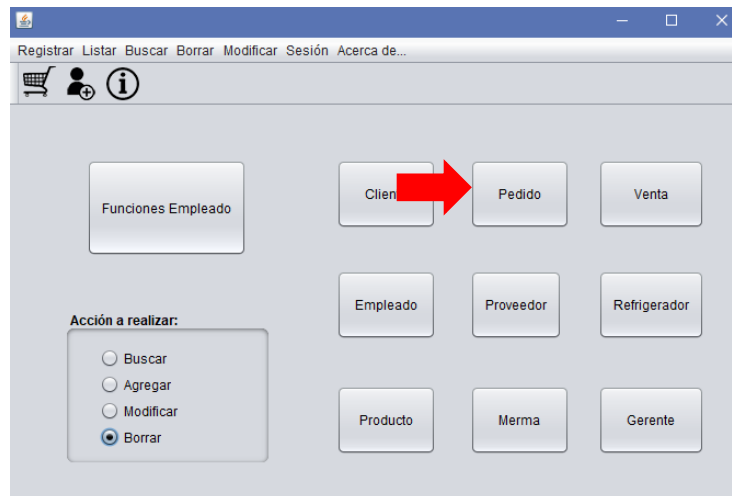 Registrar Listar Buscar Borrar Modificar Sesión Acerca de...
Funciones Empleado
Pedido
Venta
Empleado
Proveedor
Refrigerador
Acción a realizar:
Buscar
Agregar
Modificar
Borrar
Producto
Merma
Gerente